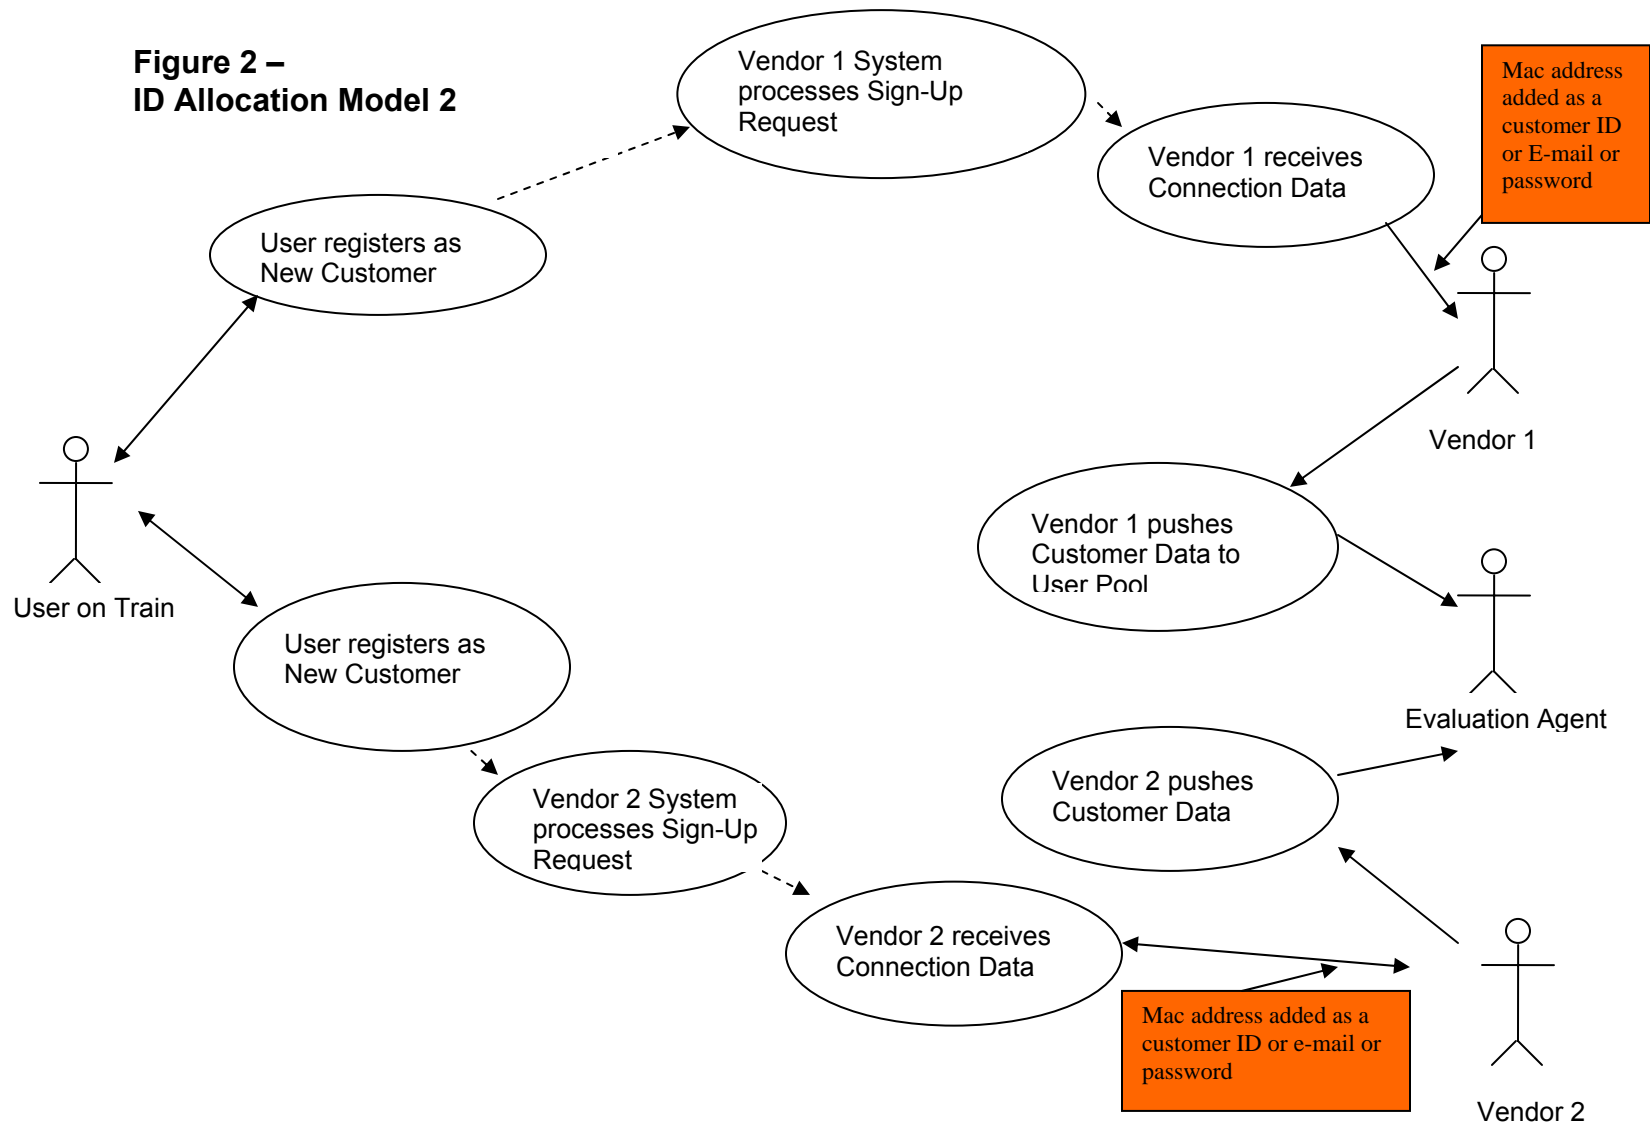 Figure 2 –
ID Allocation Model 2
Vendor 1 System
processes Sign-Up
Request
Mac address
added as a
customer ID
or E-mail or
password
Vendor 1 receives
Connection Data
User registers as
New Customer
Vendor 1
Vendor 1 pushes
Customer Data to
User Pool
User on Train
User registers as
New Customer
Evaluation Agent
Vendor 2 pushes
Customer Data
Vendor 2 System
processes Sign-Up
Request
Vendor 2 receives
Connection Data
Mac address added as a
customer ID or e-mail or
password
Vendor 2